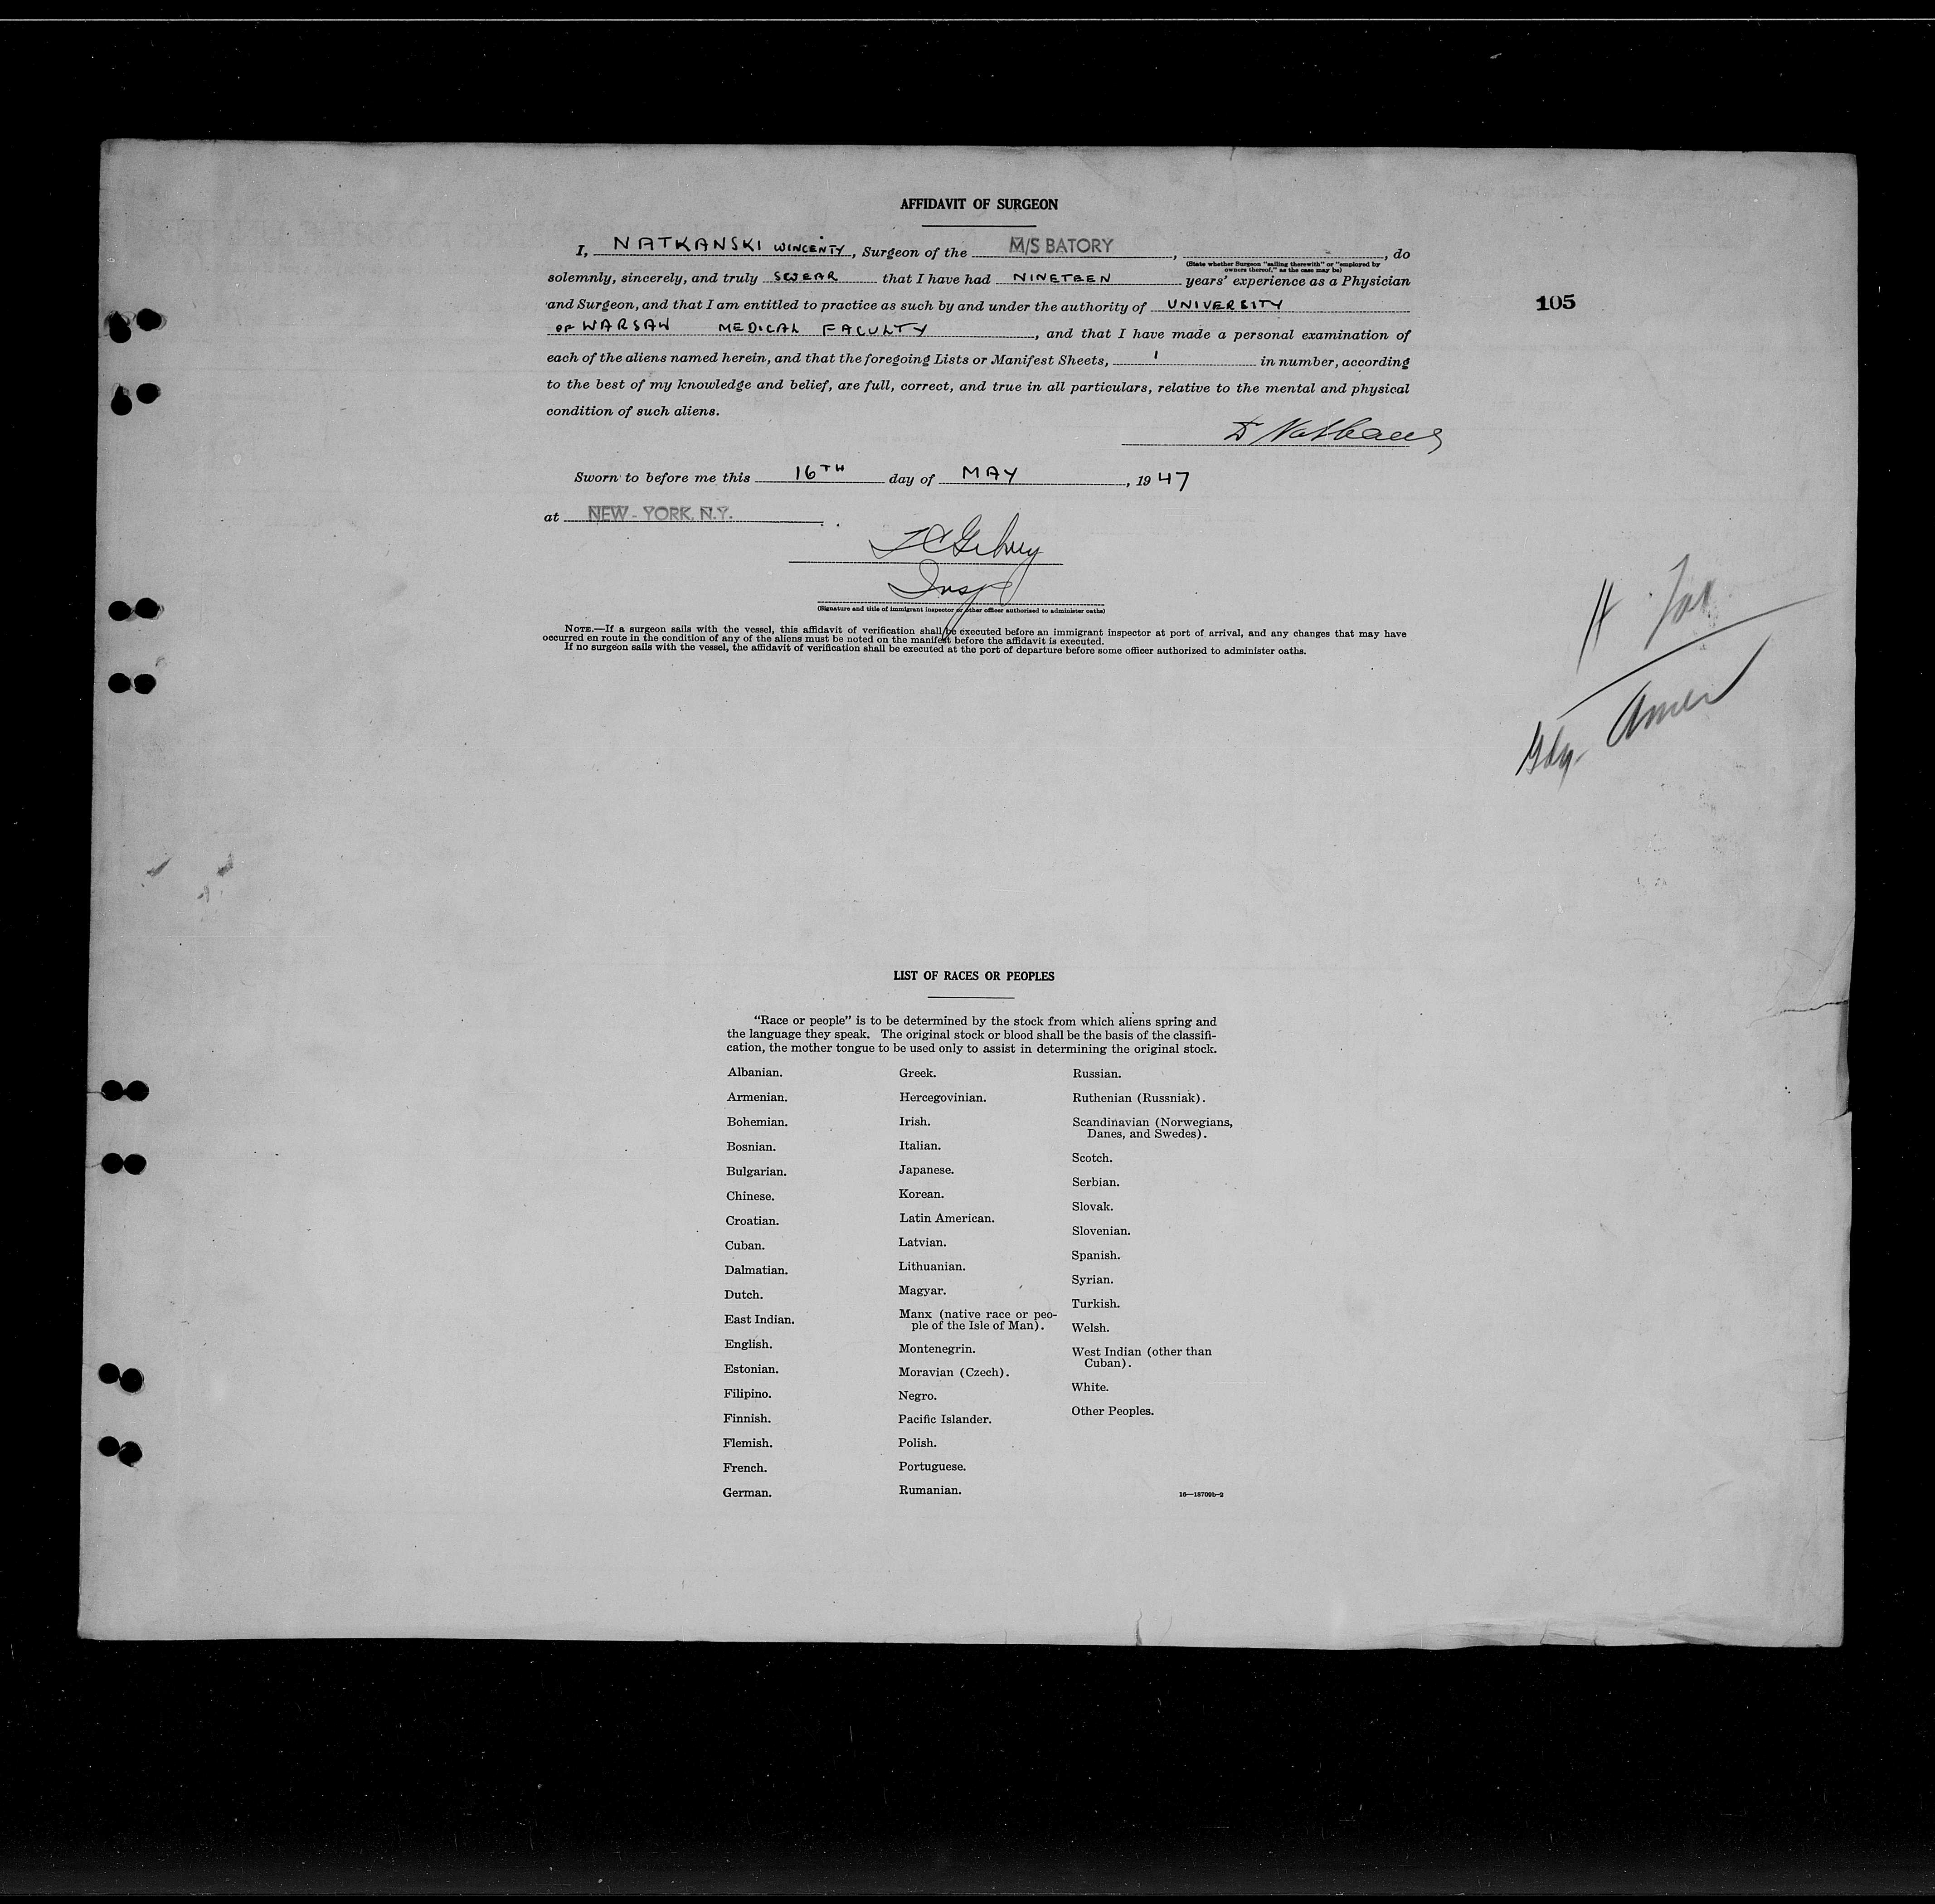 AFFIDAVIT OF SURGEON
I, NATKANSKI WINCENTY, Surgeon of the M/S BATORY, , do
(State whether Surgeon "sailing therewith" or "employed by
owners thereof," as the case may be)
solemnly, sincerely, and truly SWEAR that I have had NINETEEN years' experience as a Physician
and Surgeon, and that I am entitled to practice as such by and under the authority of UNIVERSITY
105
OF WARSAW MEDICAL FACULTY, and that I have made a personal examination of
each of the aliens named herein, and that the foregoing Lists or Manifest Sheets, 1 in number, according
to the best of my knowledge and belief, are full, correct, and true in all particulars, relative to the mental and physical
condition of such aliens.
Sworn to before me this 16TH day of MAY, 1947
at NEW-YORK, N.Y.
Insp
(Signature and title of immigrant inspector or other officer authorized to administer oaths)
NOTE.—If a surgeon sails with the vessel, this affidavit of verification shall be executed before an immigrant inspector at port of arrival, and any changes that may have
occurred en route in the condition of any of the aliens must be noted on the manifest before the affidavit is executed.
If no surgeon sails with the vessel, the affidavit of verification shall be executed at the port of departure before some officer authorized to administer oaths.
LIST OF RACES OR PEOPLES
"Race or people" is to be determined by the stock from which aliens spring and
the language they speak. The original stock or blood shall be the basis of the classifi-
cation, the mother tongue to be used only to assist in determining the original stock.
Albanian.
Armenian.
Bohemian.
Bosnian.
Bulgarian.
Chinese.
Croatian.
Cuban.
Dalmatian.
Dutch.
East Indian.
English.
Estonian.
Filipino.
Finnish.
Flemish.
French.
German.
Greek.
Hercegovinian.
Irish.
Italian.
Japanese.
Korean.
Latin American.
Latvian.
Lithuanian.
Magyar.
Manx (native race or peo-
ple of the Isle of Man).
Montenegrin.
Moravian (Czech).
Negro.
Pacific Islander.
Polish.
Portuguese.
Rumanian.
Russian.
Ruthenian (Russniak).
Scandinavian (Norwegians,
Danes, and Swedes).
Scotch.
Serbian.
Slovak.
Slovenian.
Spanish.
Syrian.
Turkish.
Welsh.
West Indian (other than
Cuban).
White.
Other Peoples.
16—18709b-2